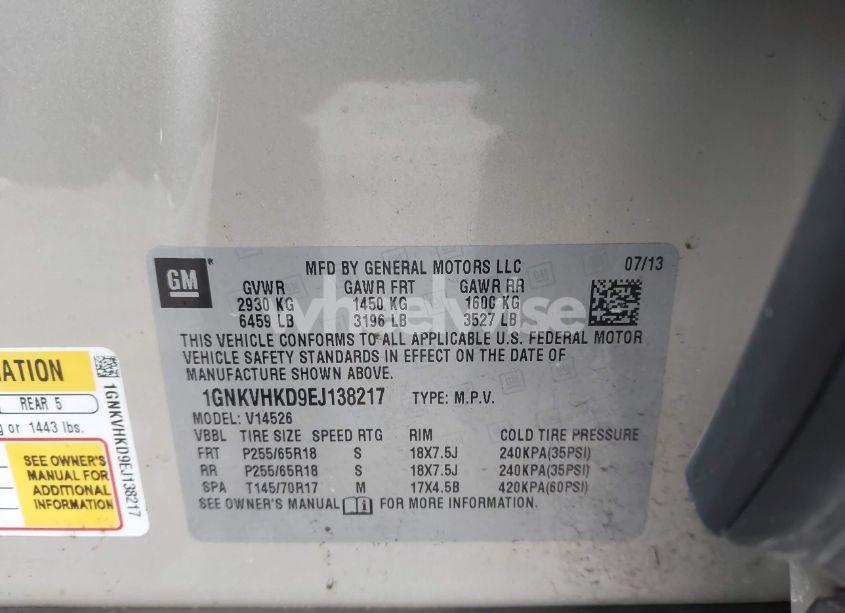 GM
MFD BY GENERAL MOTORS LLC 07/13
GVWR GAWR FRT GAWR RR
2930 KG 1450 KG 1600 KG
6459 LB 3196 LB 3527 LB
THIS VEHICLE CONFORMS TO ALL APPLICABLE U.S. FEDERAL MOTOR
VEHICLE SAFETY STANDARDS IN EFFECT ON THE DATE OF
MANUFACTURE SHOWN ABOVE.
1GNKVHKD9EJ138217 TYPE: M.P.V.
MODEL: V14526
VBBL TIRE SIZE SPEED RTG RIM COLD TIRE PRESSURE
FRT P255/65R18 S 18X7.5J 240KPA(35PSI)
RR P255/65R18 S 18X7.5J 240KPA(35PSI)
SPA T145/70R17 M 17X4.5B 420KPA(60PSI)
SEE OWNER'S MANUAL FOR MORE INFORMATION.
wheelwise
REAR 5
or 1443 lbs.
SEE OWNER'S
MANUAL FOR
ADDITIONAL
INFORMATION
1GNKVHKD9EJ138217